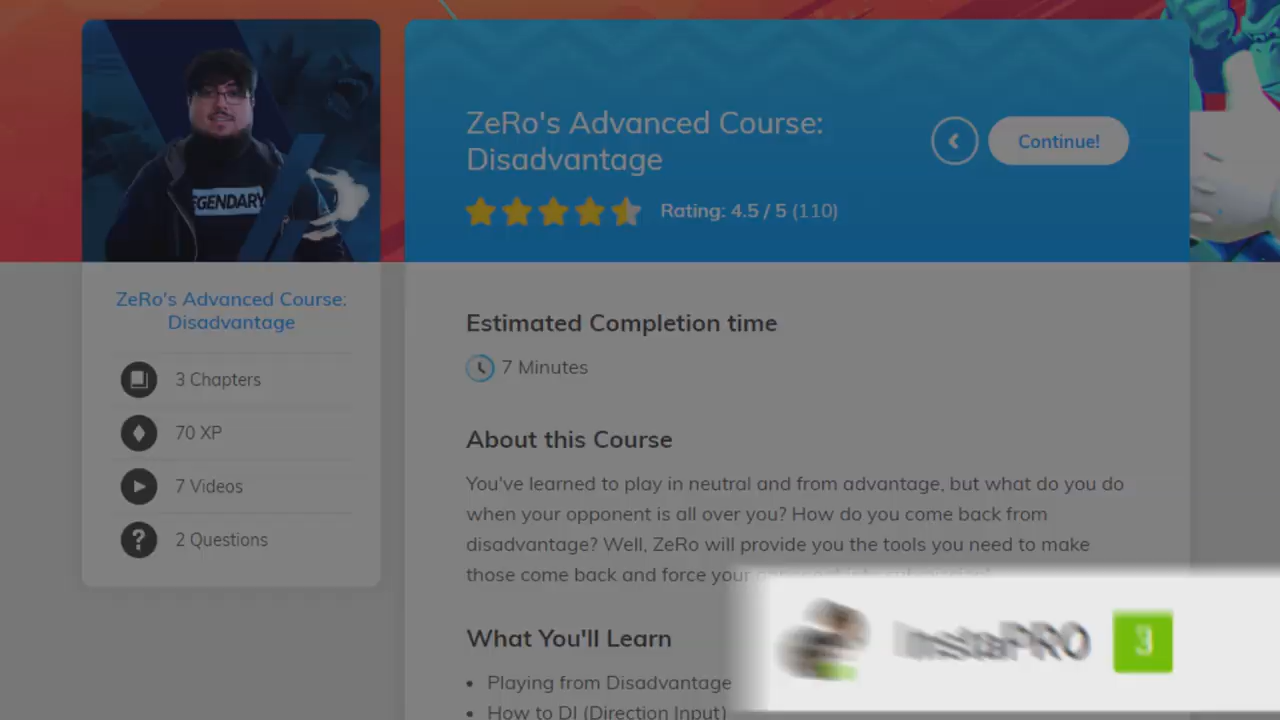 EGENDARY
ZeRo's Advanced Course:
Disadvantage
3 Chapters
70 XP
7 Videos
2 Questions
ZeRo's Advanced Course:
Disadvantage
Rating: 4.5 / 5 (110)
Continue!
Estimated Completion time
7 Minutes
About this Course
You've learned to play in neutral and from advantage, but what do you do
when your opponent is all over you? How do you come back from
disadvantage? Well, ZeRo will provide you the tools you need to make
those come back and force your
What You'll Learn
• Playing from Disadvantage
• How to DI (Direction Input)
InstaPRO
3